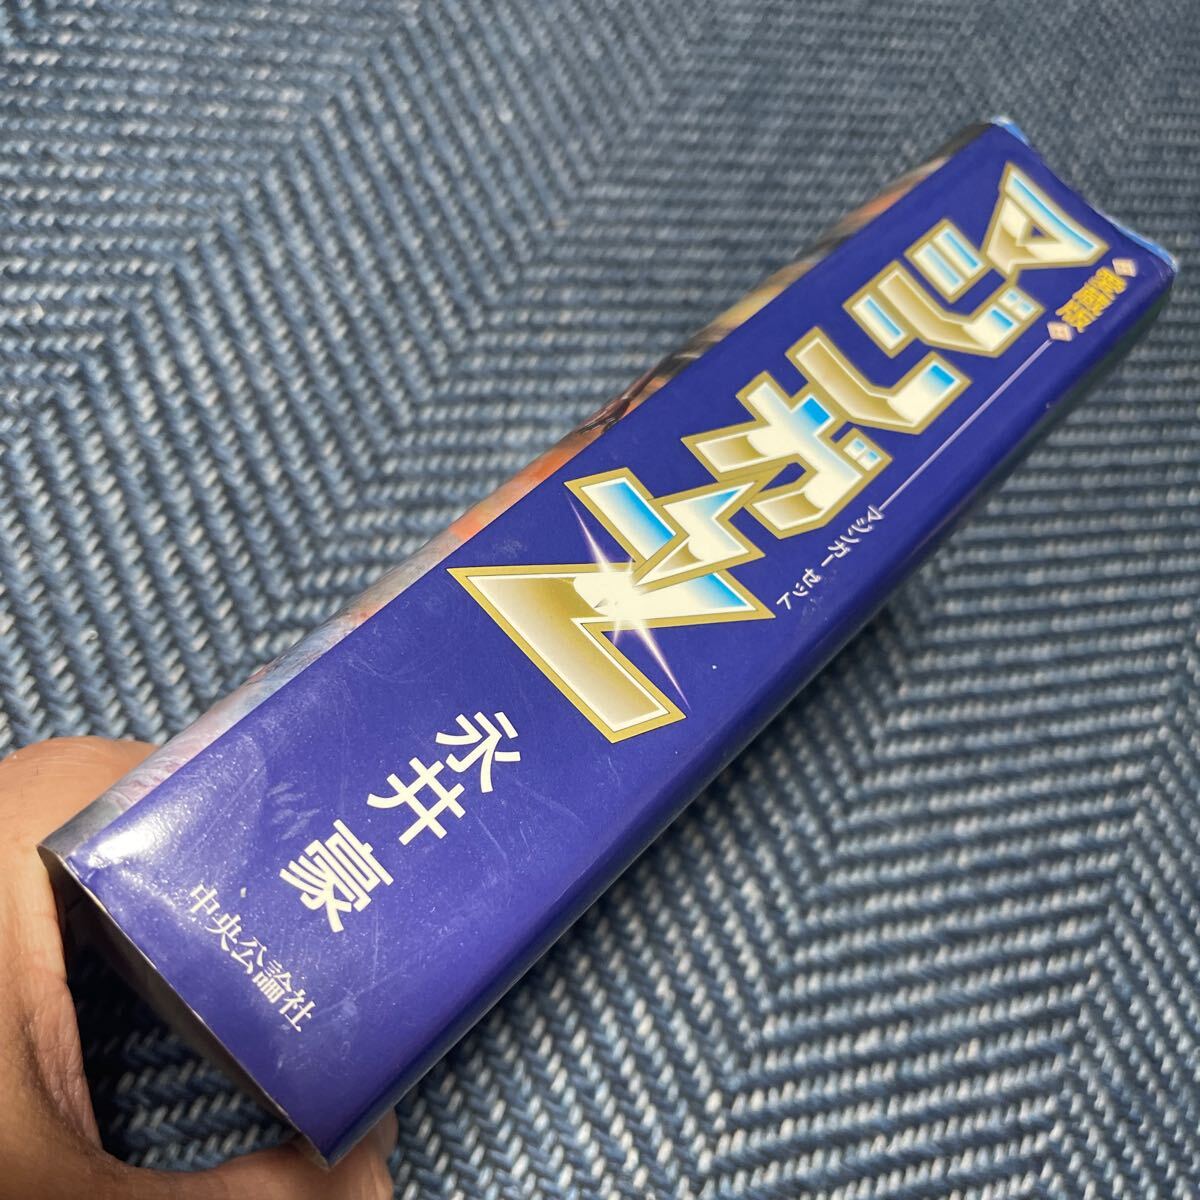 愛蔵版
マジンガーZ
マジンガー ゼット
永井 豪
中央公論社